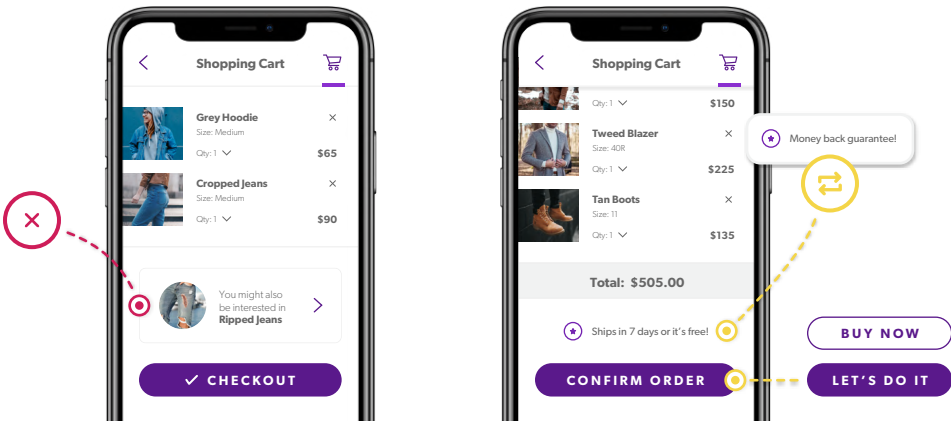 Shopping Cart
Grey Hoodie
Size: Medium
Qty: 1
$65
Cropped Jeans
Size: Medium
Qty: 1
$90
You might also
be interested in
Ripped Jeans
CHECKOUT
Shopping Cart
Qty: 1
$150
Tweed Blazer
Size: 40R
Qty: 1
$225
Tan Boots
Size: 11
Qty: 1
$135
Total: $505.00
Ships in 7 days or it's free!
CONFIRM ORDER
Money back guarantee!
BUY NOW
LET'S DO IT